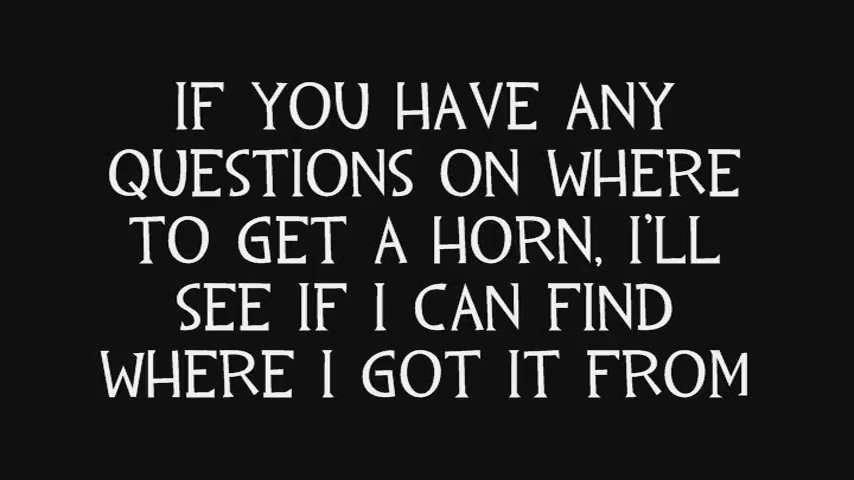 IF YOU HAVE ANY
QUESTIONS ON WHERE
TO GET A HORN, I'LL
SEE IF I CAN FIND
WHERE I GOT IT FROM